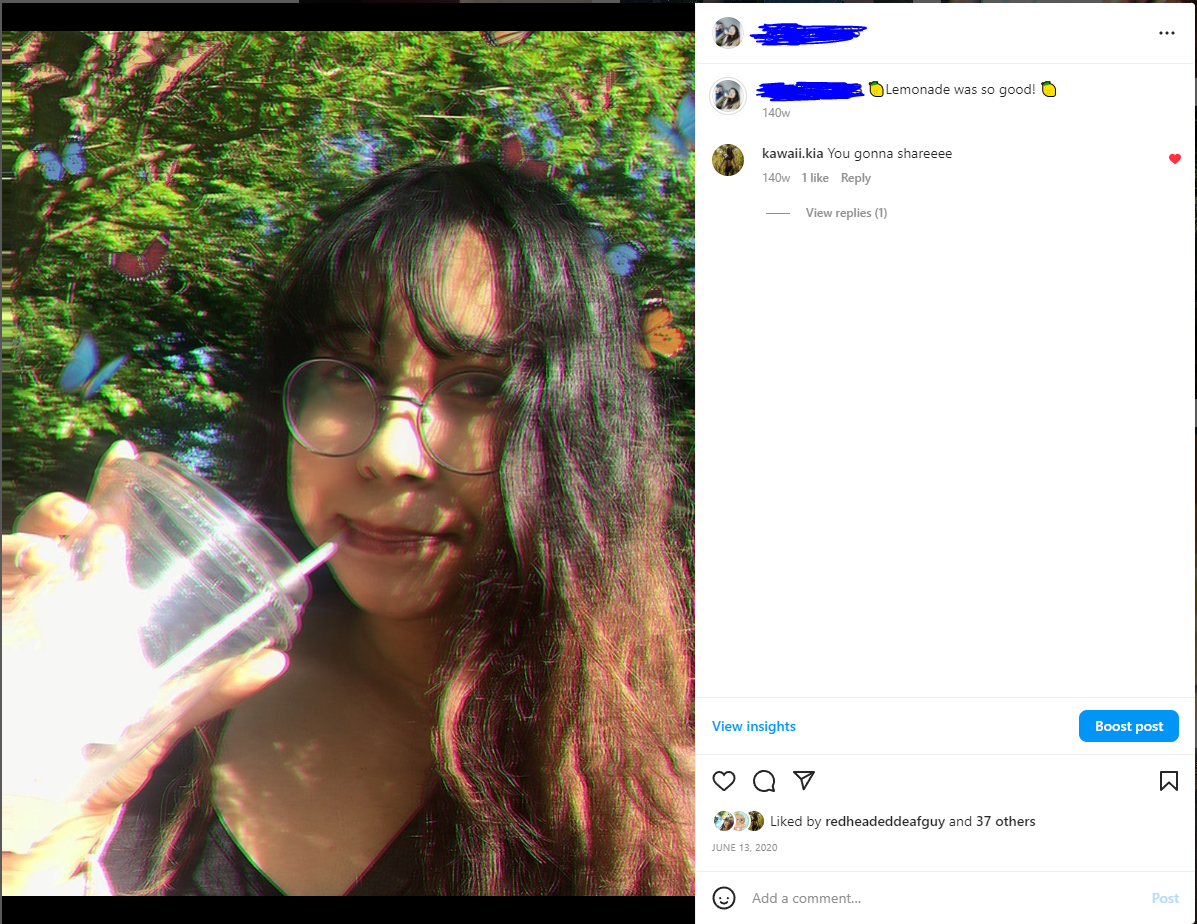 🍋Lemonade was so good! 🍋
140w
kawaii.kia You gonna shareeee
140w 1 like Reply
View replies (1)
View insights
Boost post
Liked by redheadeddeafguy and 37 others
JUNE 13, 2020
Add a comment...
Post